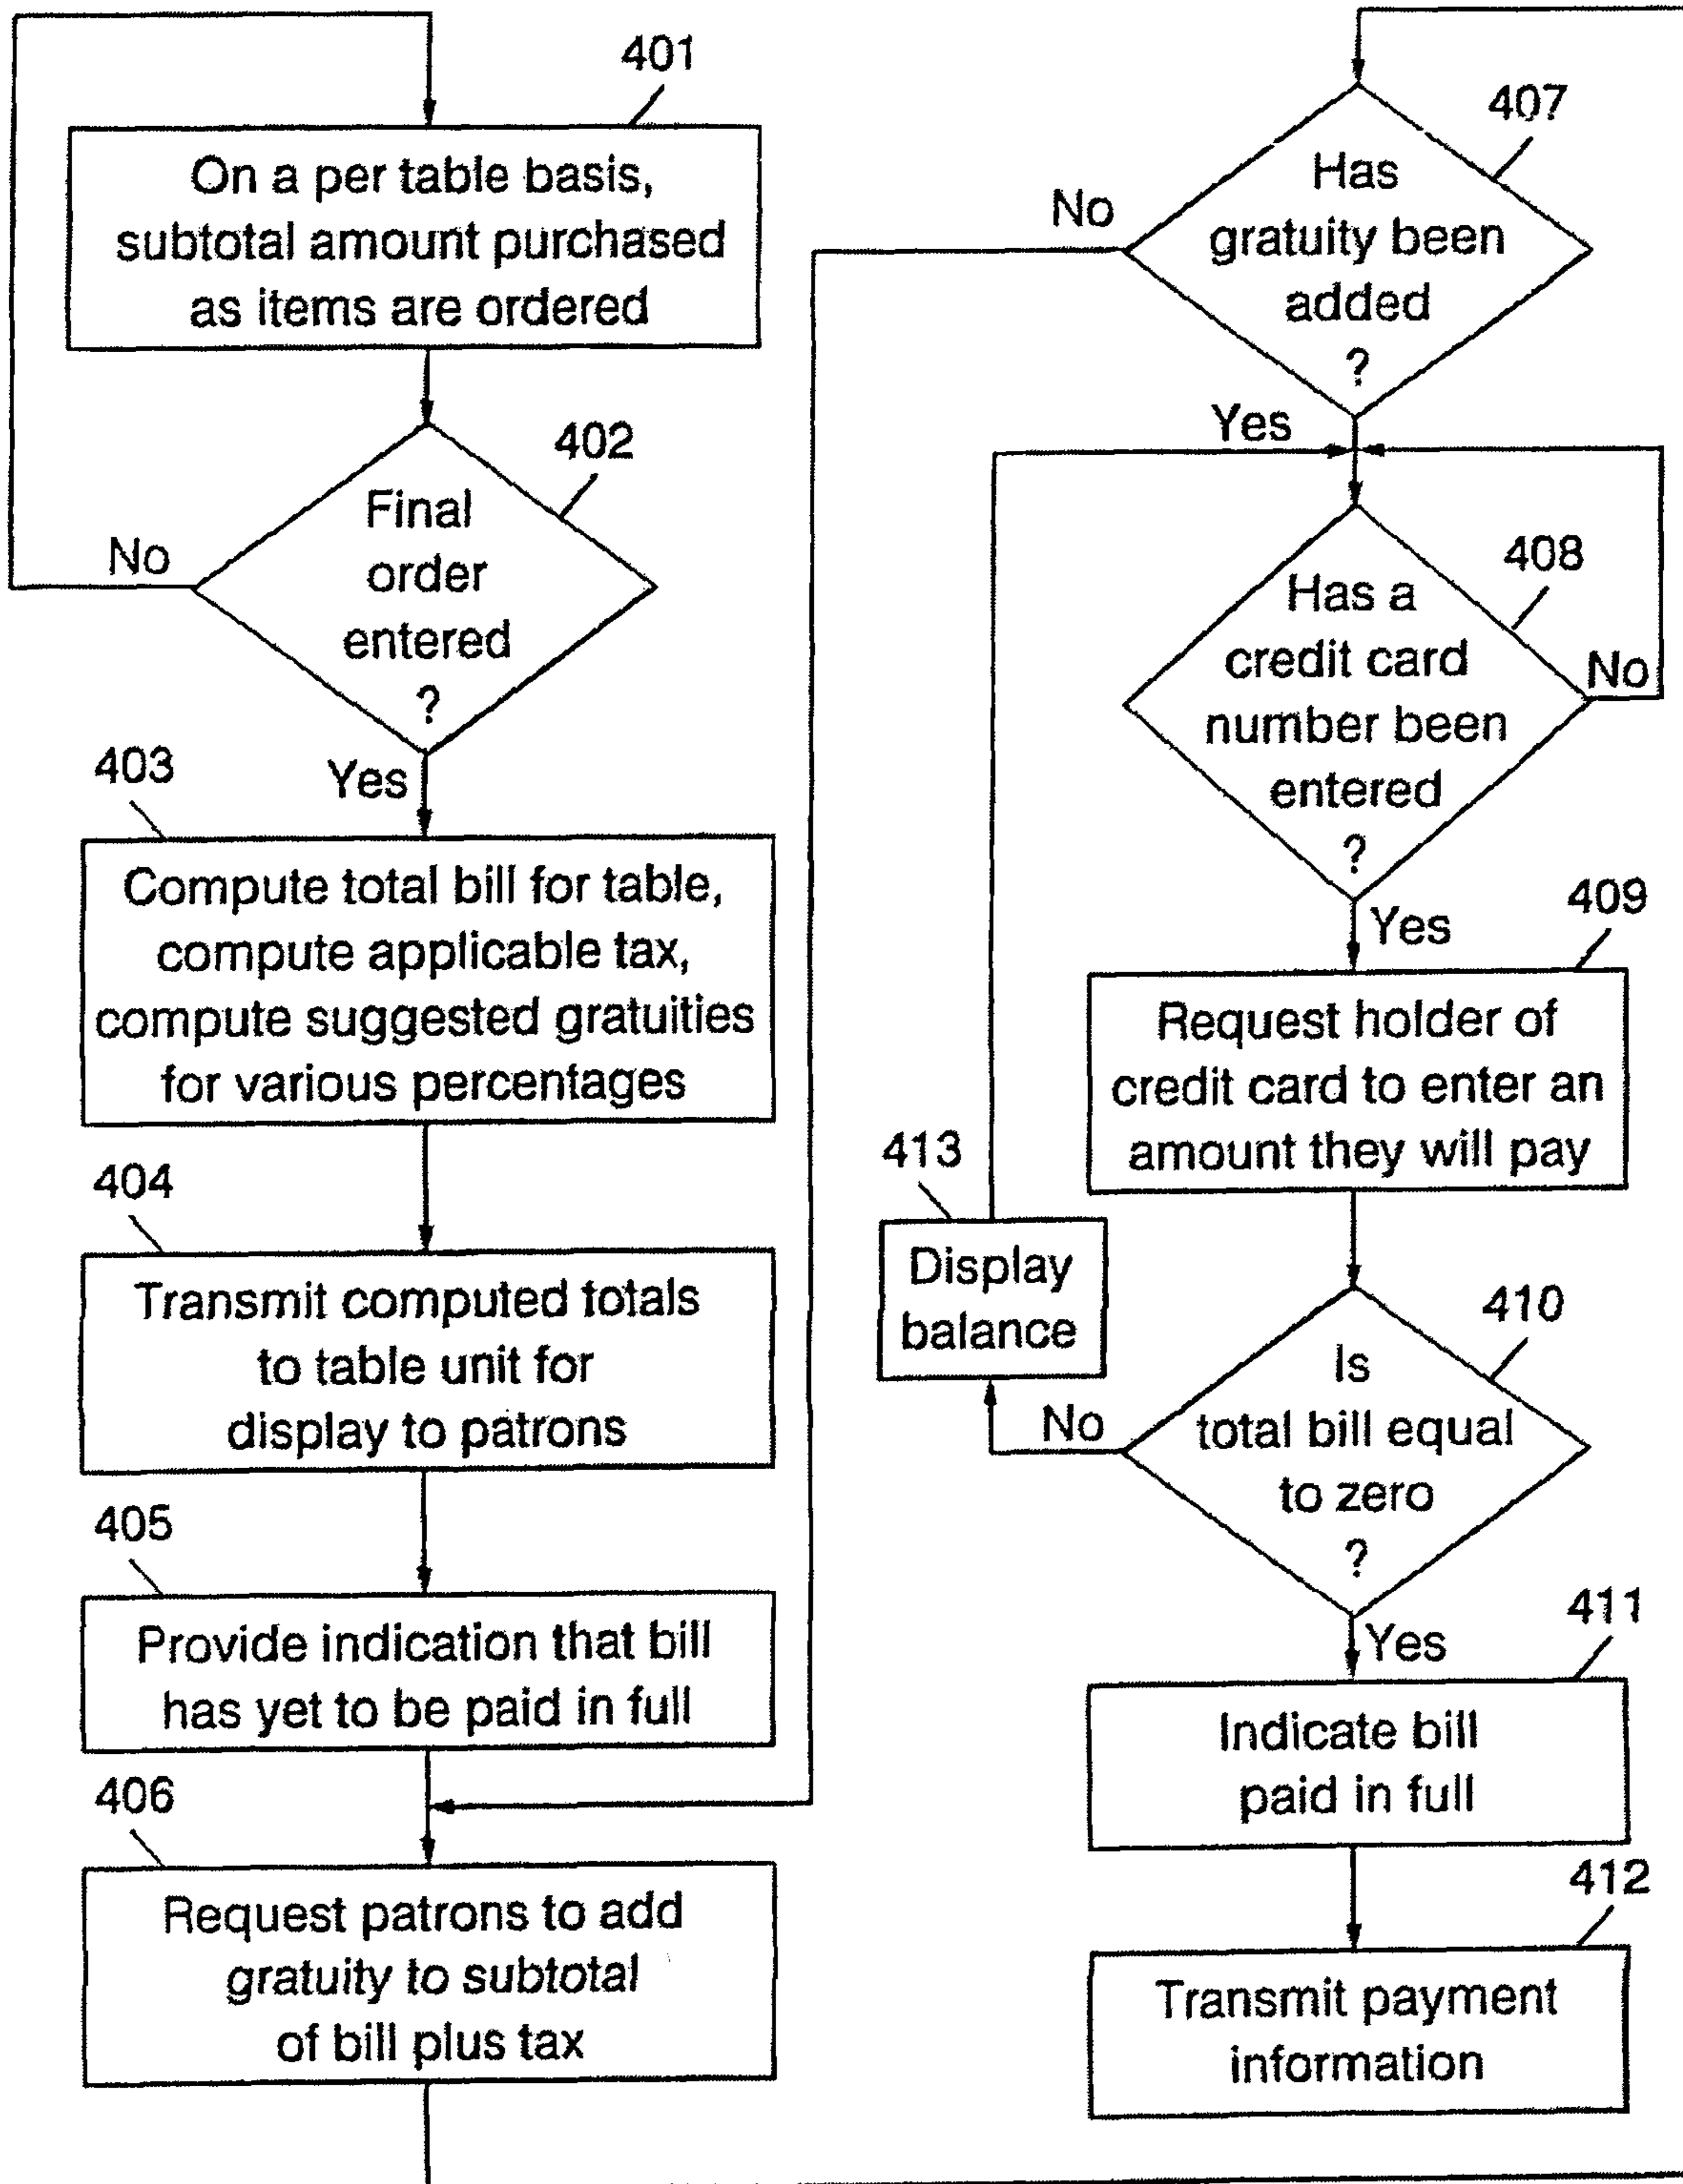 401
On a per table basis,
subtotal amount purchased
as items are ordered
402
Final
order
entered
?
No
Yes
403
Compute total bill for table,
compute applicable tax,
compute suggested gratuities
for various percentages
404
Transmit computed totals
to table unit for
display to patrons
405
Provide indication that bill
has yet to be paid in full
406
Request patrons to add
gratuity to subtotal
of bill plus tax
407
Has
gratuity been
added
?
No
Yes
408
Has a
credit card
number been
entered
?
No
Yes
409
Request holder of
credit card to enter an
amount they will pay
413
Display
balance
410
Is
total bill equal
to zero
?
No
Yes
411
Indicate bill
paid in full
412
Transmit payment
information